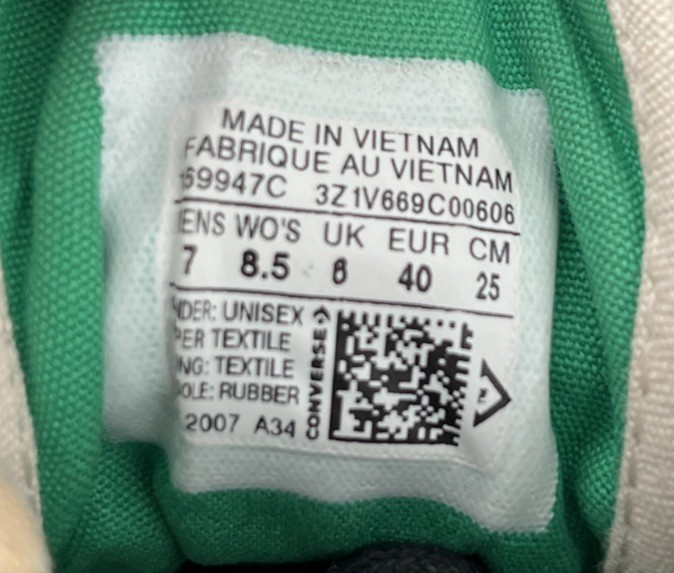 MADE IN VIETNAM
FABRIQUE AU VIETNAM
169947C 3Z1V669C00606
ENS WO'S UK EUR CM
7 8.5 6 40 25
DER: UNISEX
PER TEXTILE
NG: TEXTILE
OLE: RUBBER
2007 A34
CONVERSE